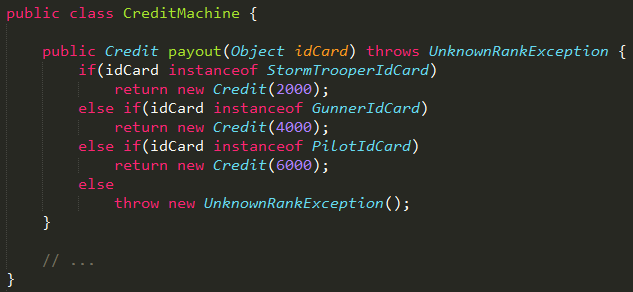 public class CreditMachine {
    public Credit payout(Object idCard) throws UnknownRankException {
        if(idCard instanceof StormTrooperIdCard)
            return new Credit(2000);
        else if(idCard instanceof GunnerIdCard)
            return new Credit(4000);
        else if(idCard instanceof PilotIdCard)
            return new Credit(6000);
        else
            throw new UnknownRankException();
    }
    // ...
}